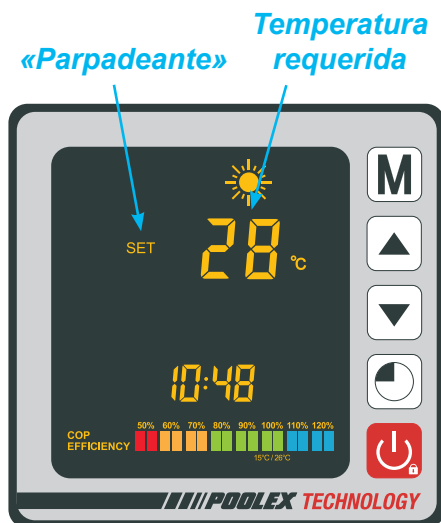 Temperatura
requerida
«Parpadeante»
M
SET
28 °C
10:48
50% 60% 70% 80% 90% 100% 110% 120%
COP
EFFICIENCY
15°C / 26°C
POOLEX TECHNOLOGY